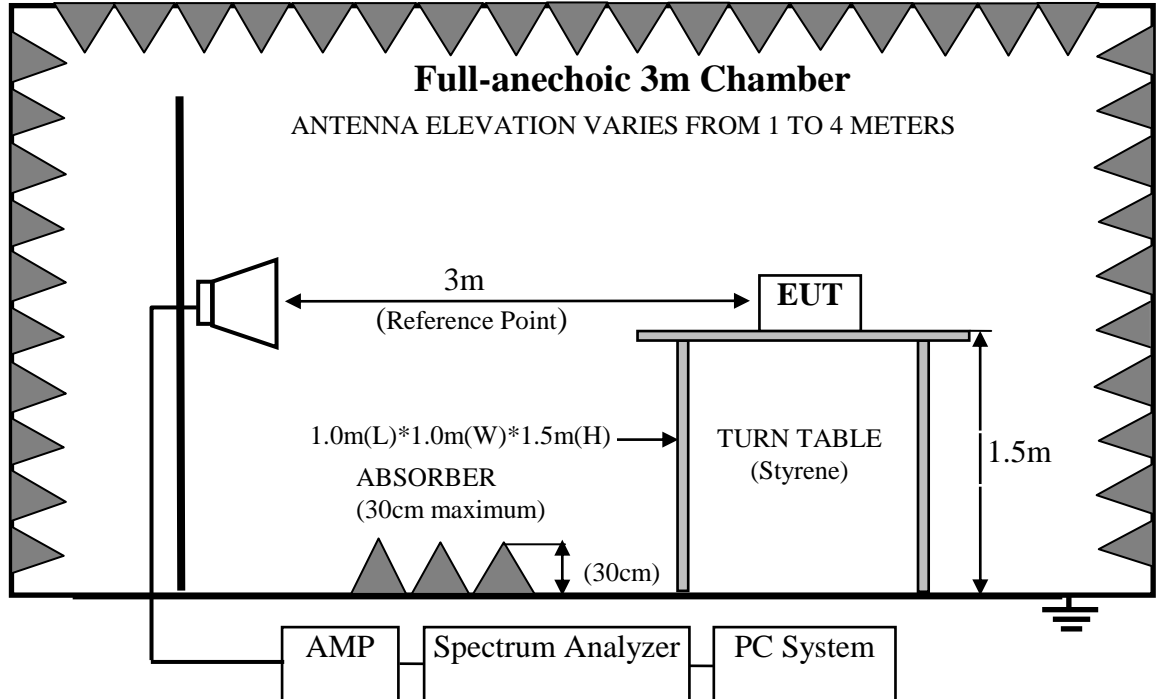 Full-anechoic 3m Chamber
ANTENNA ELEVATION VARIES FROM 1 TO 4 METERS
3m
(Reference Point)
EUT
1.0m(L)*1.0m(W)*1.5m(H)
TURN TABLE
(Styrene)
1.5m
ABSORBER
(30cm maximum)
(30cm)
AMP
Spectrum Analyzer
PC System